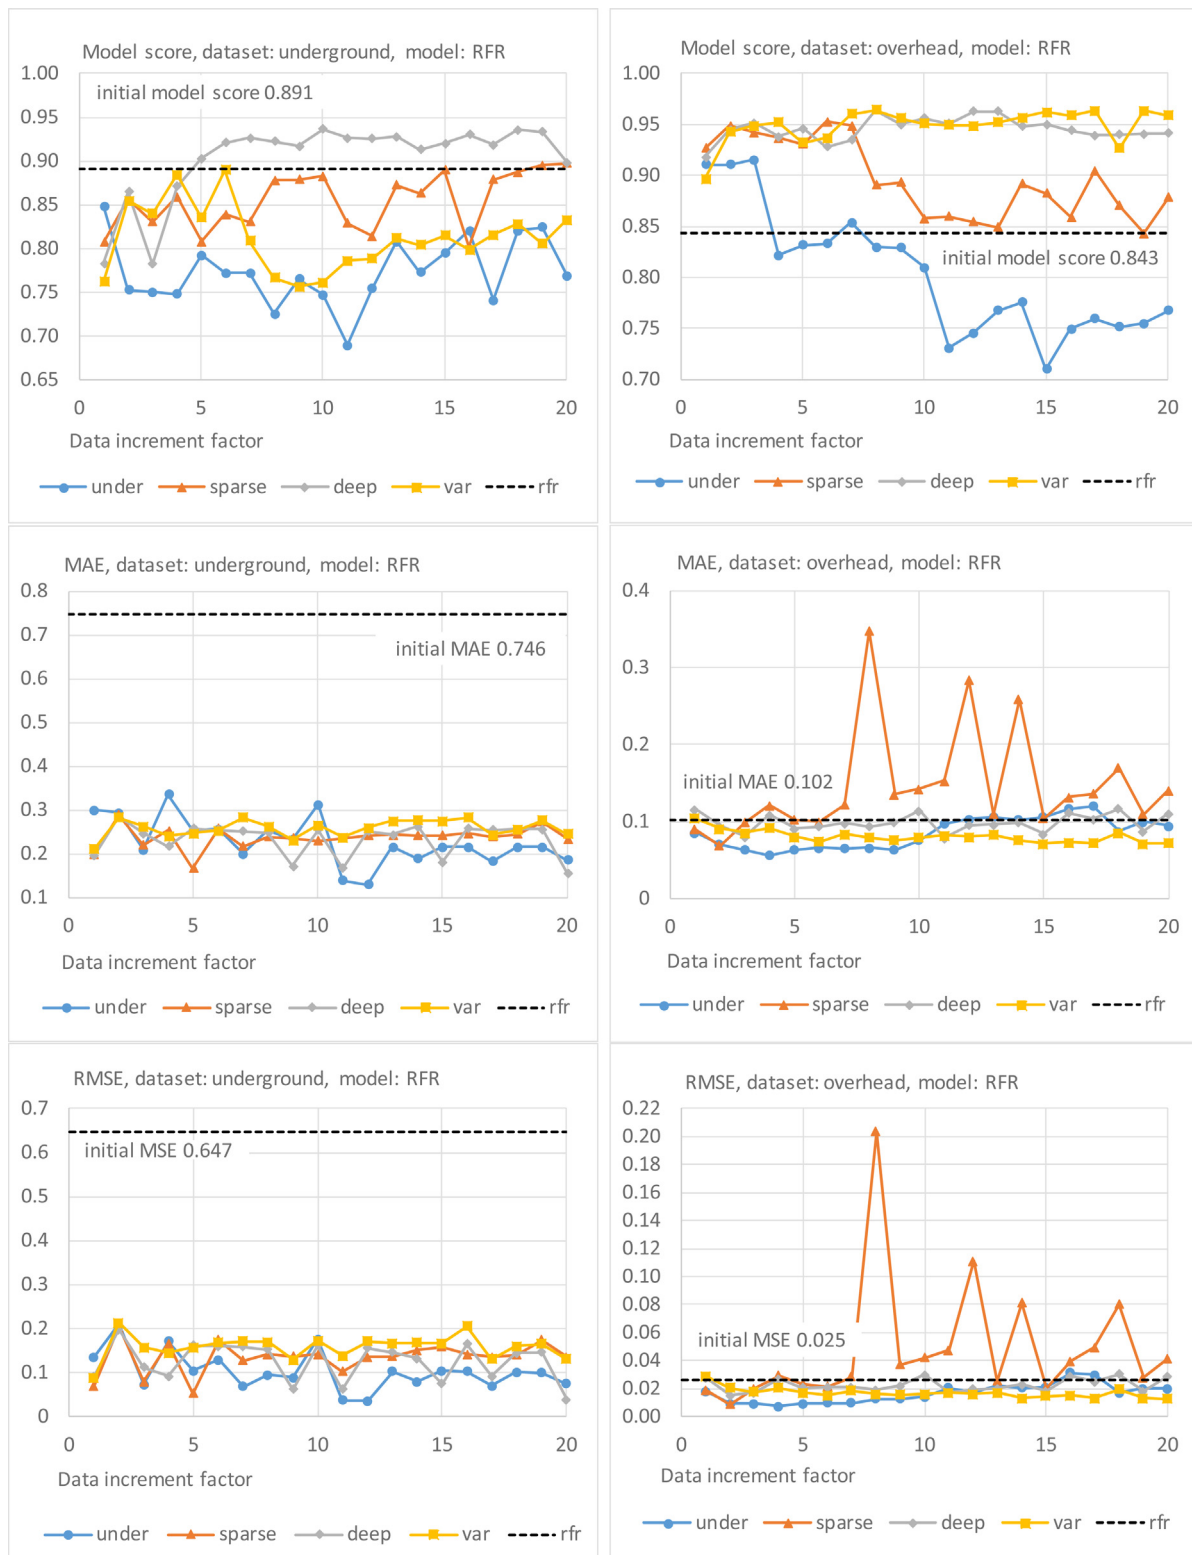 Model score, dataset: underground, model: RFR
1.00
initial model score 0.891
0.95
0.90
0.85
0.80
0.75
0.70
0.65
0 5 10 15 20
Data increment factor
under sparse deep var rfr
Model score, dataset: overhead, model: RFR
1.00
0.95
0.90
0.85
initial model score 0.843
0.80
0.75
0.70
0 5 10 15 20
Data increment factor
under sparse deep var rfr
MAE, dataset: underground, model: RFR
0.8
0.7
initial MAE 0.746
0.6
0.5
0.4
0.3
0.2
0.1
0 5 10 15 20
Data increment factor
under sparse deep var rfr
MAE, dataset: overhead, model: RFR
0.4
0.3
0.2
initial MAE 0.102
0.1
0
0 5 10 15 20
Data increment factor
under sparse deep var rfr
RMSE, dataset: underground, model: RFR
0.7
initial MSE 0.647
0.6
0.5
0.4
0.3
0.2
0.1
0
0 5 10 15 20
Data increment factor
under sparse deep var rfr
RMSE, dataset: overhead, model: RFR
0.22
0.20
0.18
0.16
0.14
0.12
0.10
0.08
0.06
initial MSE 0.025
0.04
0.02
0.00
0 5 10 15 20
Data increment factor
under sparse deep var rfr